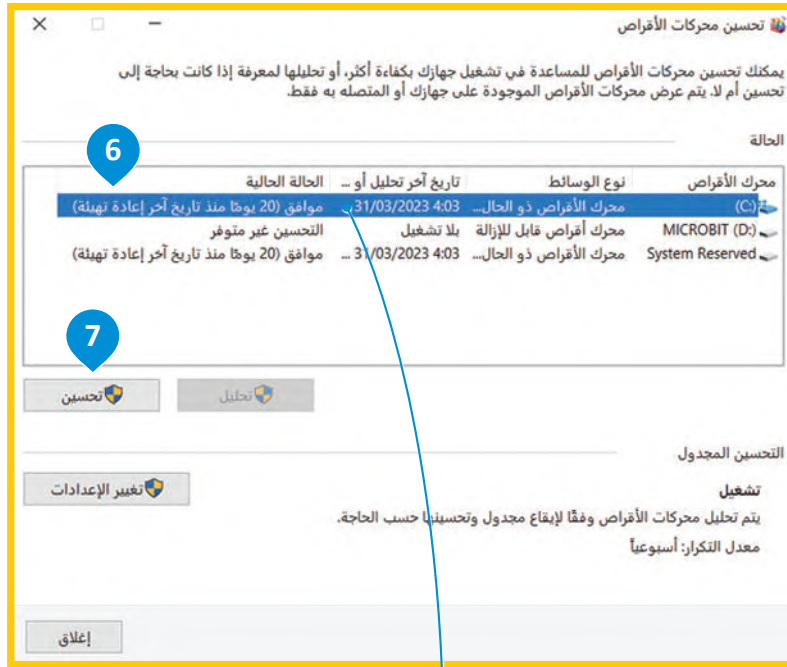 تحسين محركات الأقراص
يمكنك تحسين محركات الأقراص للمساعدة في تشغيل جهازك بكفاءة أكثر، أو تحليلها لمعرفة إذا كانت بحاجة إلى
تحسين أم لا. يتم عرض محركات الأقراص الموجودة على جهازك أو المتصله به فقط.
الحالة
6
محرك الأقراص نوع الوسائط تاريخ آخر تحليل أو ... الحالة الحالية
(C:) محرك الأقراص ذو الحال... 31/03/2023 4:03 موافق (20 يومًا منذ تاريخ آخر إعادة تهيئة)
MICROBIT (D:) محرك أقراص قابل للإزالة بلا تشغيل التحسين غير متوفر
System Reserved محرك الأقراص ذو الحال... 31/03/2023 4:03 ... موافق (20 يومًا منذ تاريخ آخر إعادة تهيئة)
7
تحليل تحسين
التحسين المجدول
تشغيل تغيير الإعدادات
يتم تحليل محركات الأقراص وفقًا لإيقاع مجدول وتحسينها حسب الحاجة.
معدل التكرار: أسبوعياً
إغلاق